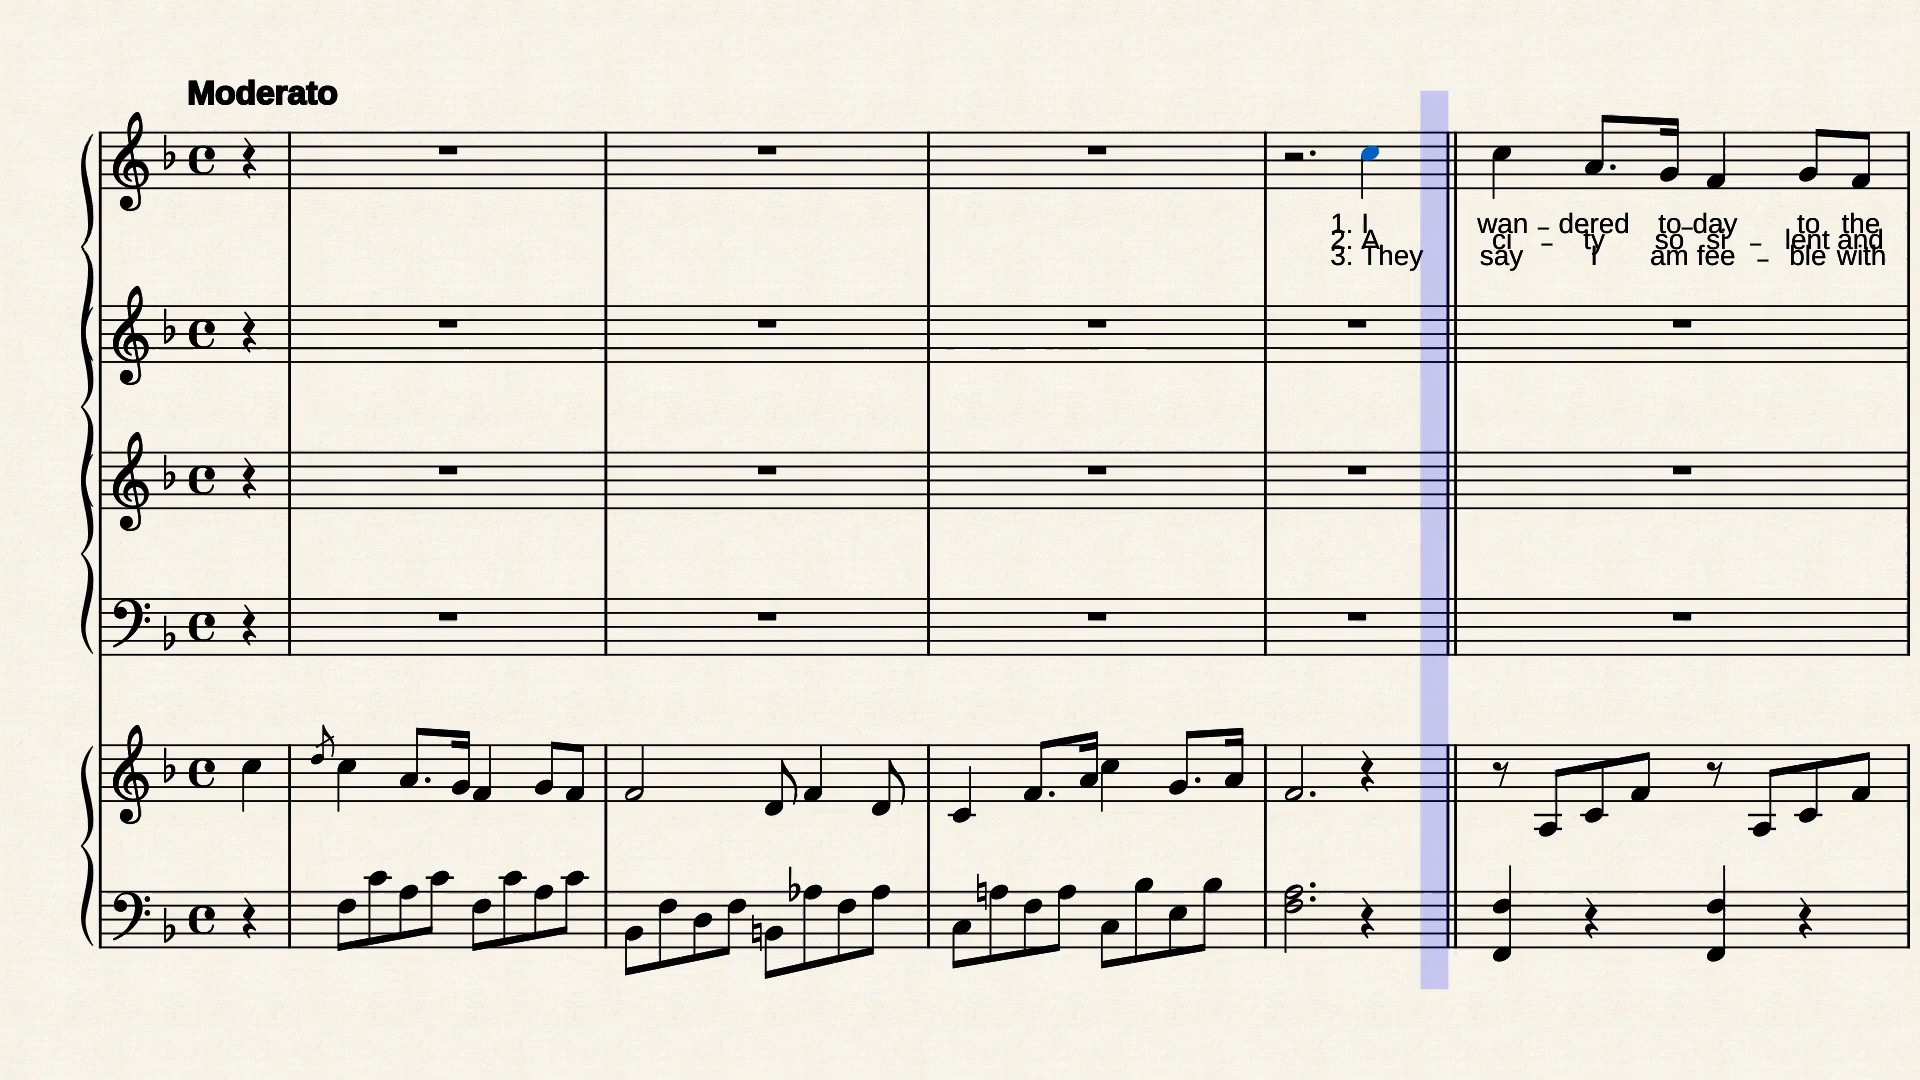 Moderato
1. I wan – dered to–day to the
2. A ci – ty so si – lent and
3. They say I am fee – ble with